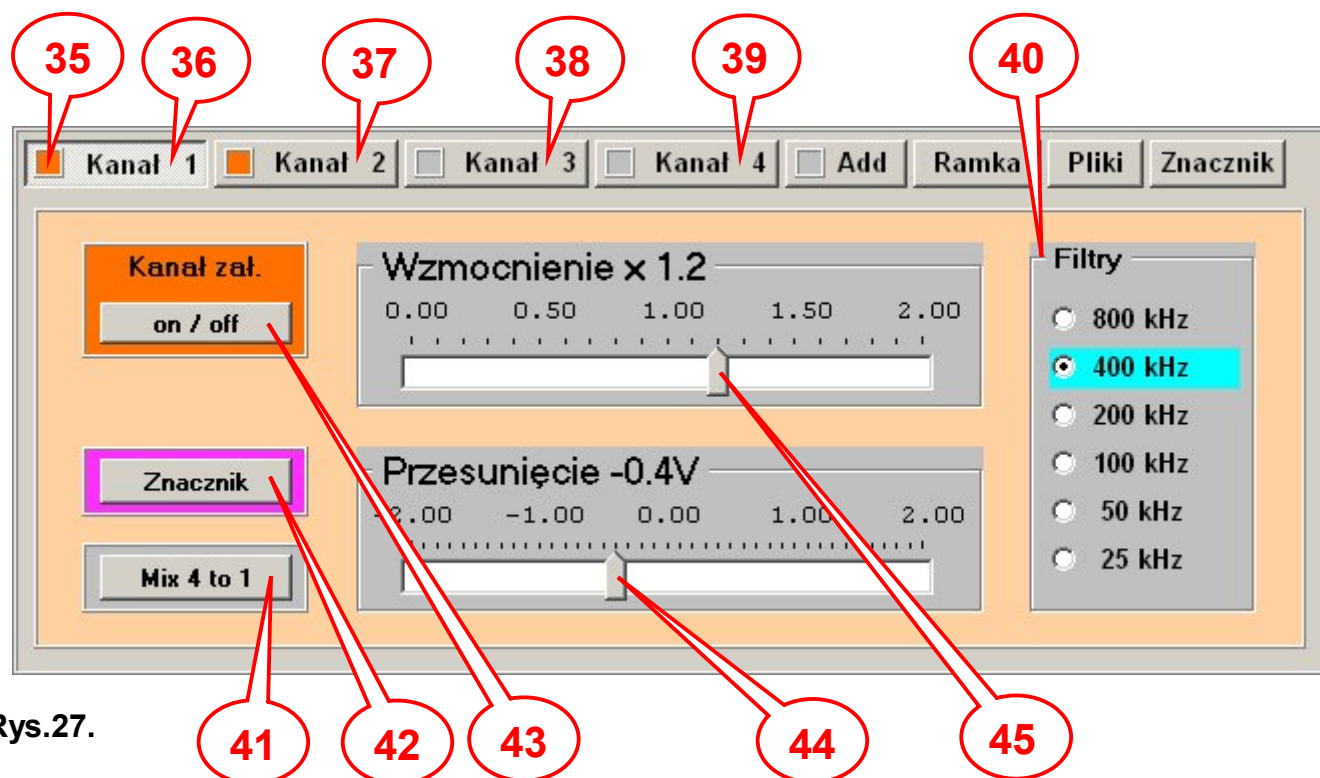 35 36 37 38 39 40
Kanał 1 Kanał 2 Kanał 3 Kanał 4 Add Ramka Pliki Znacznik
Kanał zał.
on / off
Znacznik
Mix 4 to 1
Wzmocnienie x 1.2
0.00 0.50 1.00 1.50 2.00
Przesunięcie -0.4V
-2.00 -1.00 0.00 1.00 2.00
Filtry
800 kHz
400 kHz
200 kHz
100 kHz
50 kHz
25 kHz
Rys.27.
41 42 43 44 45